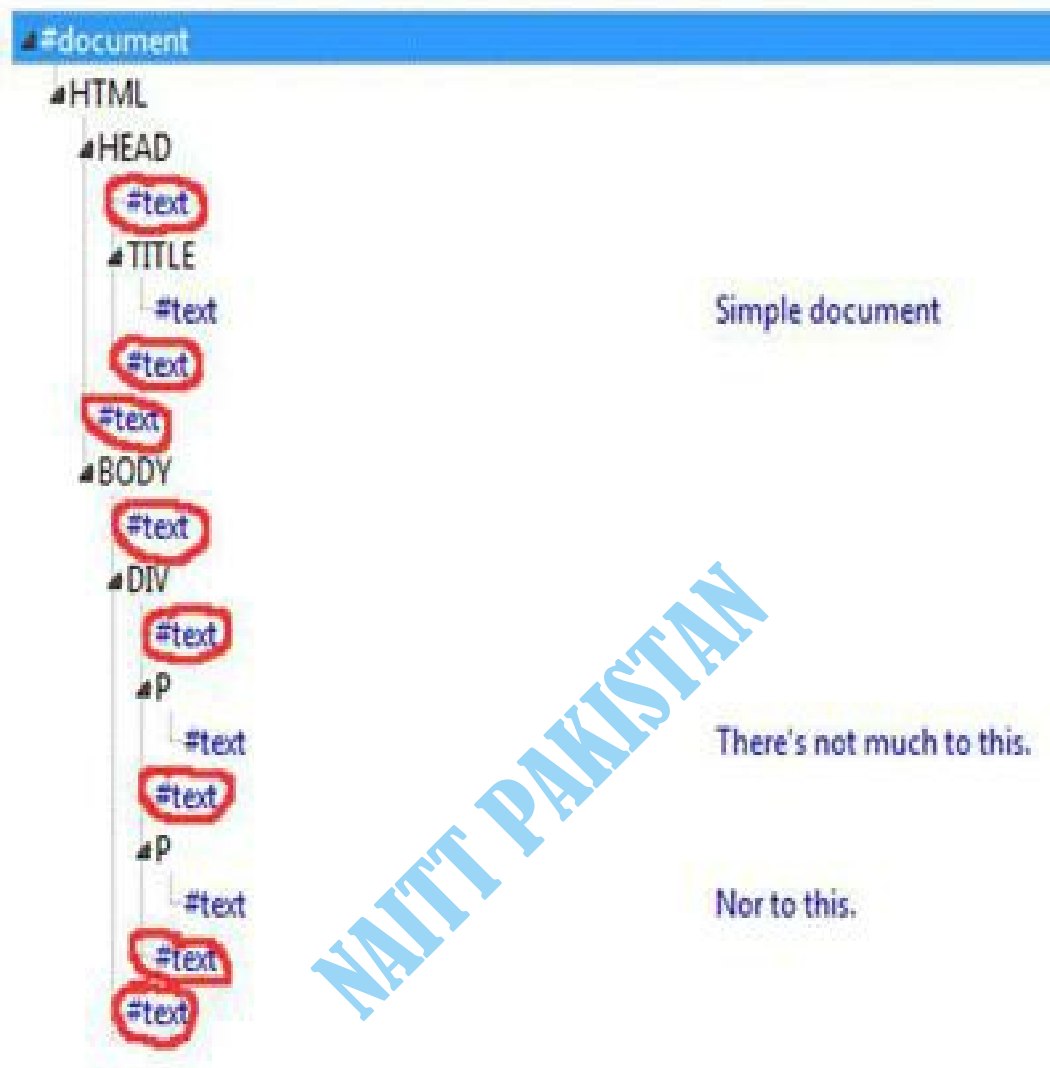 #document
HTML
HEAD
#text
TITLE
#text Simple document
#text
#text
BODY
#text
DIV
#text
P
#text There's not much to this.
#text
P
#text Nor to this.
#text
#text
NAITT PAKISTAN